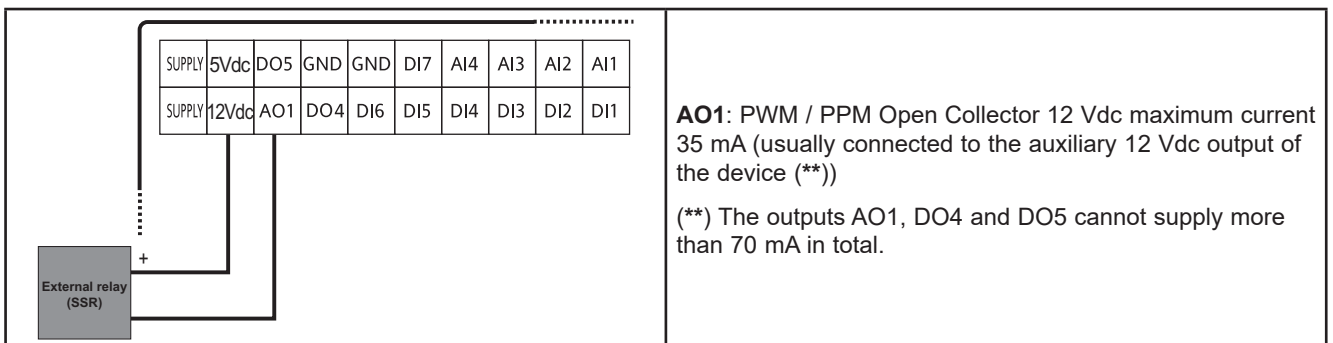 SUPPLY 5Vdc DO5 GND GND DI7 AI4 AI3 AI2 AI1
SUPPLY 12Vdc AO1 DO4 DI6 DI5 DI4 DI3 DI2 DI1
+
External relay
(SSR)
AO1: PWM / PPM Open Collector 12 Vdc maximum current
35 mA (usually connected to the auxiliary 12 Vdc output of
the device (**))
(**) The outputs AO1, DO4 and DO5 cannot supply more
than 70 mA in total.